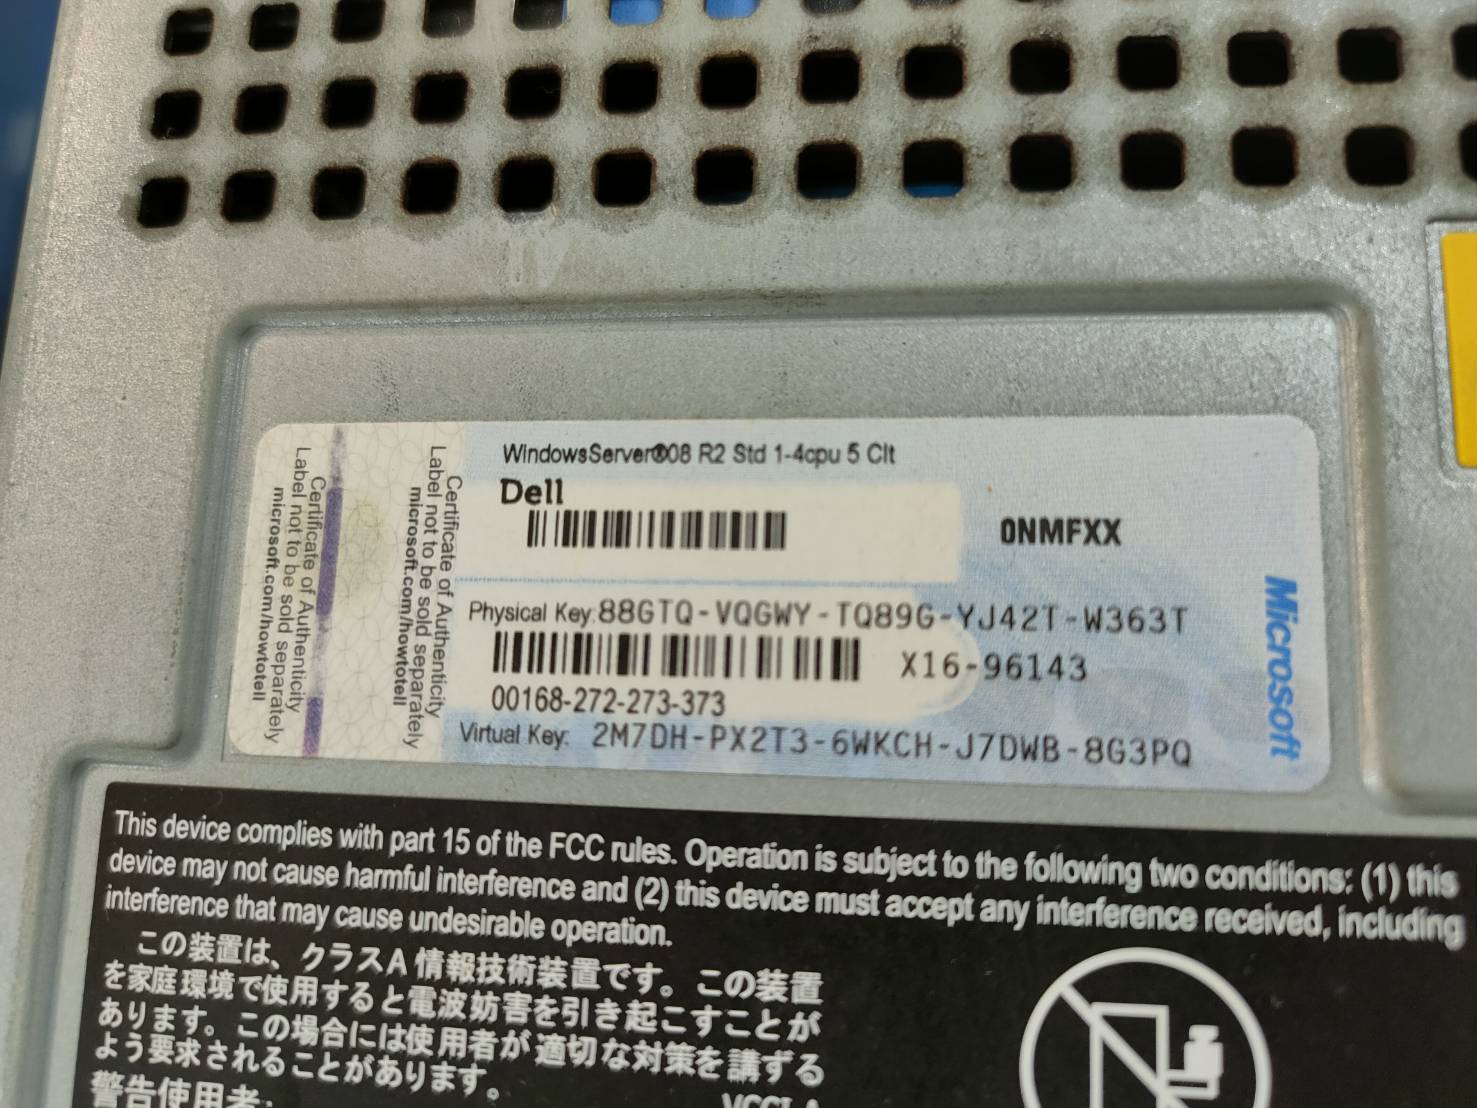 WindowsServer®08 R2 Std 1-4cpu 5 Clt
Dell
0NMFXX
Physical Key:88GTQ-VQGWY-TQ89G-YJ42T-W363T
X16-96143
00168-272-273-373
Virtual Key: 2M7DH-PX2T3-6WKCH-J7DWB-8G3PQ
Certificate of Authenticity
Label not to be sold separately
microsoft.com/howtotell
Certificate of Authenticity
Label not to be sold separately
microsoft.com/howtotell
Microsoft
This device complies with part 15 of the FCC rules. Operation is subject to the following two conditions: (1) this
device may not cause harmful interference and (2) this device must accept any interference received, including
interference that may cause undesirable operation.
この装置は、クラスA 情報技術装置です。この装置
を家庭環境で使用すると電波妨害を引き起こすことが
あります。この場合には使用者が適切な対策を講ずる
よう要求されることがあります。
警告使用者:
VCCI-A